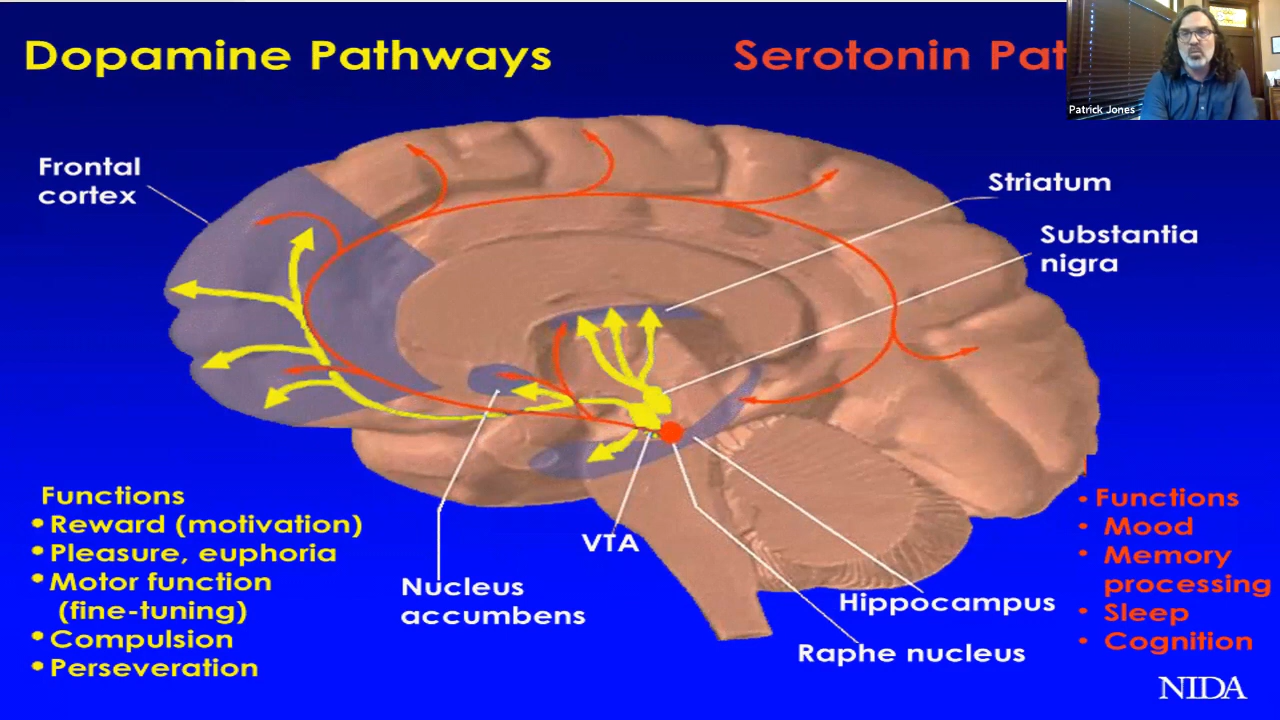 Dopamine Pathways
Serotonin Pat
Patrick Jones
Frontal
cortex
Striatum
Substantia
nigra
Functions
• Reward (motivation)
• Pleasure, euphoria
• Motor function
(fine-tuning)
• Compulsion
• Perseveration
Nucleus
accumbens
VTA
Hippocampus
Raphe nucleus
• Functions
• Mood
• Memory
processing
• Sleep
• Cognition
NIDA